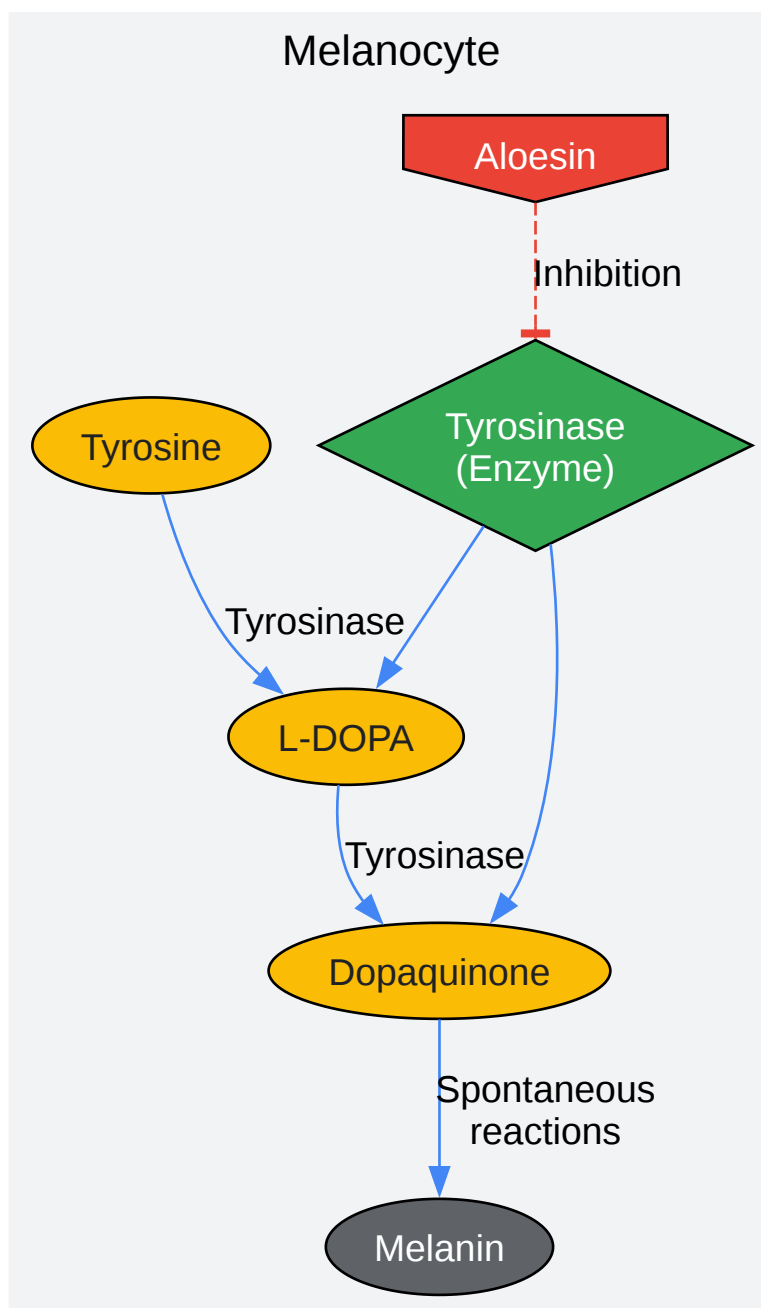 Melanocyte
Aloesin
Inhibition
Tyrosine
Tyrosinase
(Enzyme)
Tyrosinase
L-DOPA
Tyrosinase
Dopaquinone
Spontaneous
reactions
Melanin